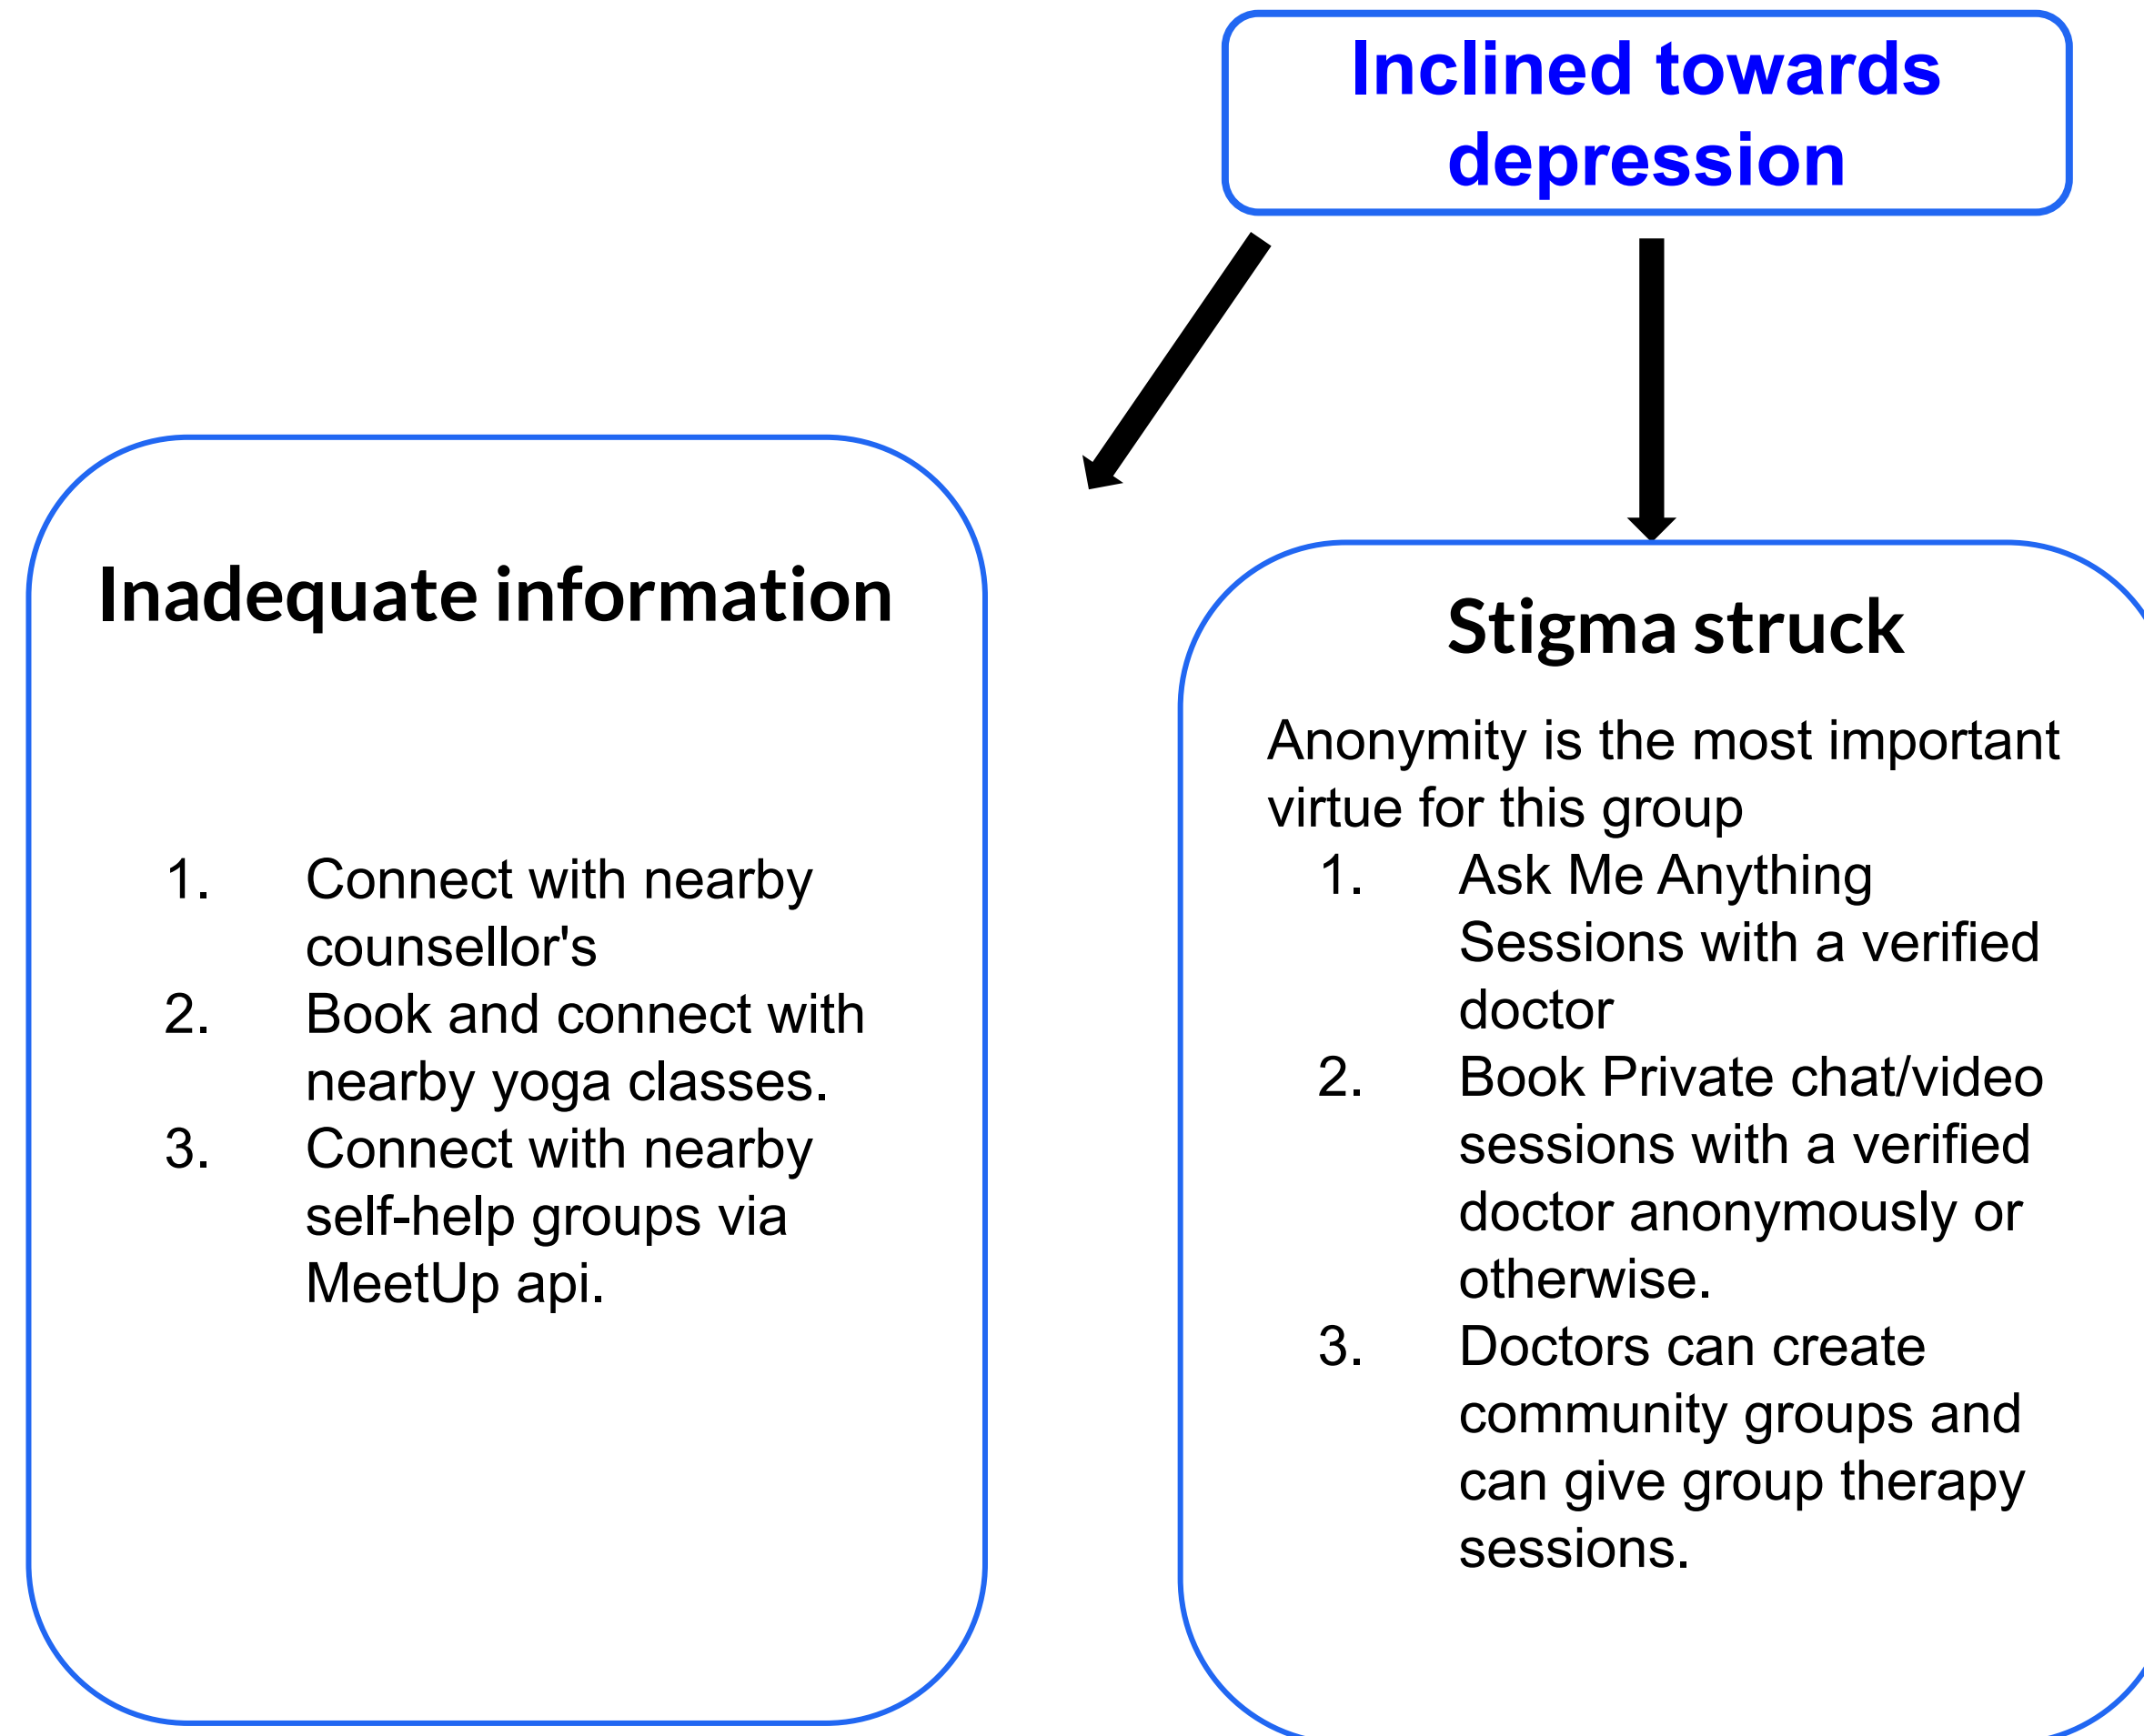 Inclined towards
depression
Inadequate information
1. Connect with nearby
counsellor's
2. Book and connect with
nearby yoga classes.
3. Connect with nearby
self-help groups via
MeetUp api.
Stigma struck
Anonymity is the most important
virtue for this group
1. Ask Me Anything
Sessions with a verified
doctor
2. Book Private chat/video
sessions with a verified
doctor anonymously or
otherwise.
3. Doctors can create
community groups and
can give group therapy
sessions.